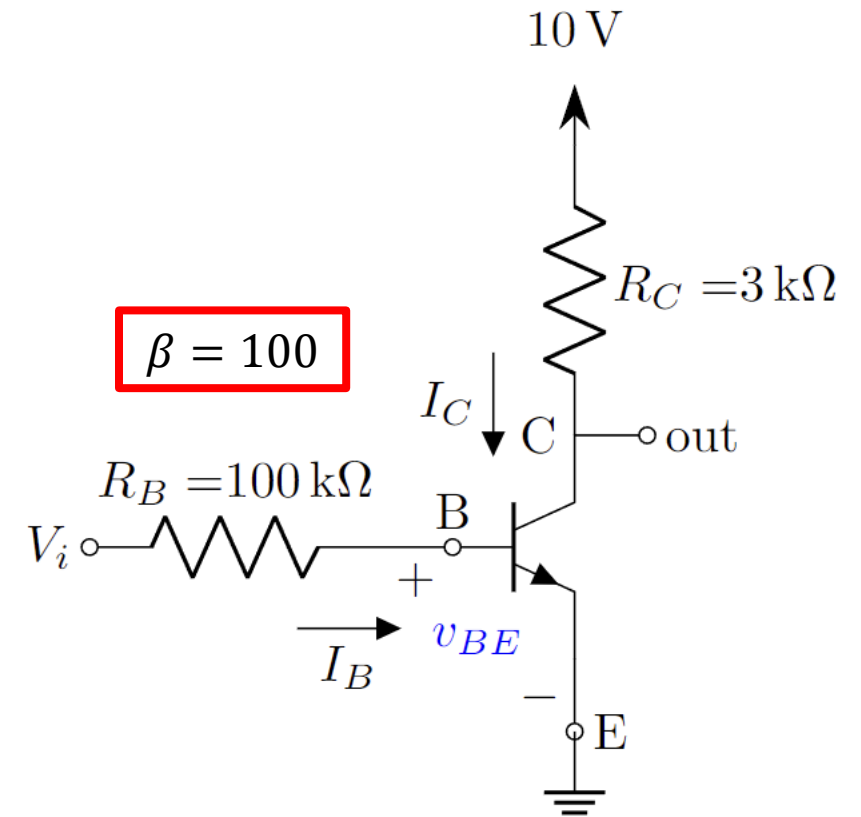 10 V
R_C =3 kΩ
β = 100
I_C
C
out
R_B =100 kΩ
B
V_i
+
v_BE
I_B
−
E